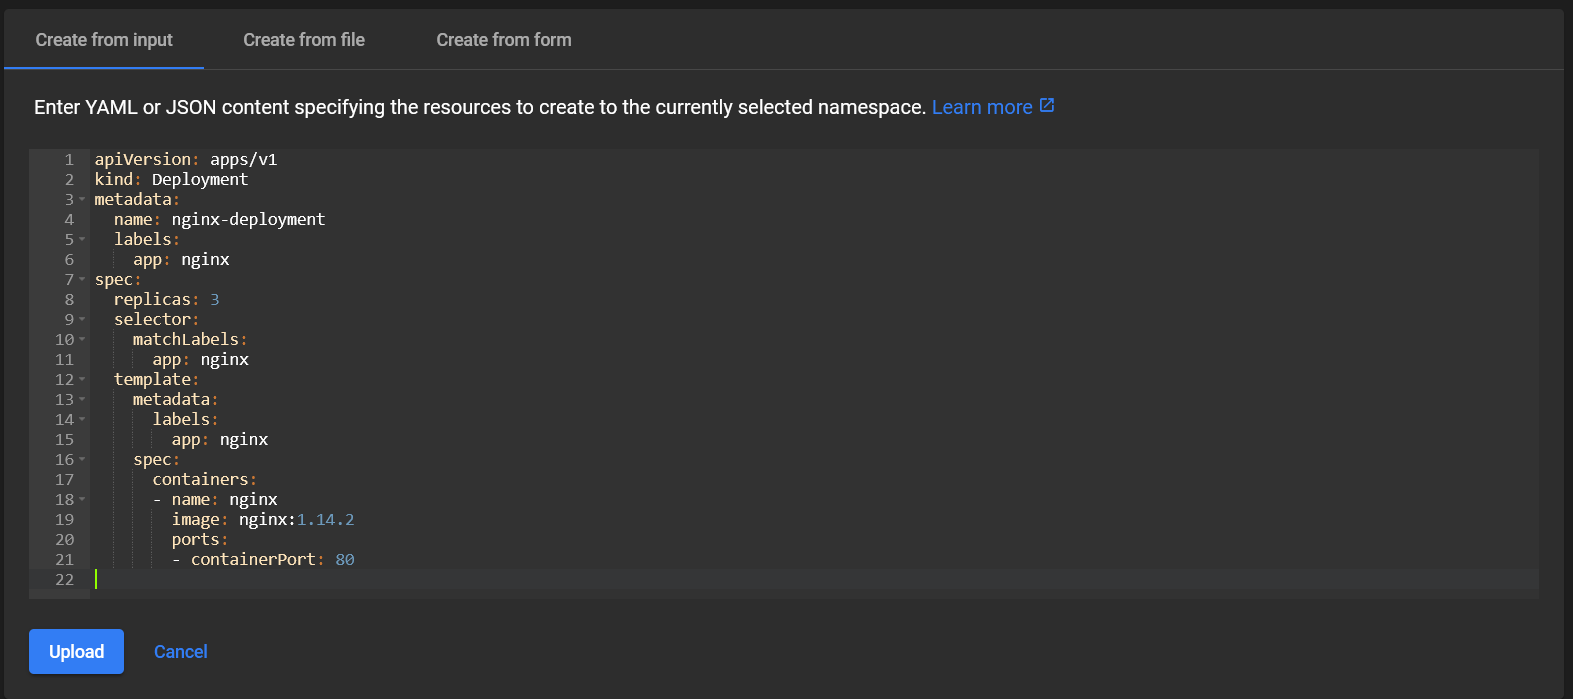 Create from input Create from file Create from form
Enter YAML or JSON content specifying the resources to create to the currently selected namespace. Learn more
1 apiVersion: apps/v1
2 kind: Deployment
3 metadata:
4   name: nginx-deployment
5   labels:
6     app: nginx
7 spec:
8   replicas: 3
9   selector:
10     matchLabels:
11       app: nginx
12   template:
13     metadata:
14       labels:
15         app: nginx
16     spec:
17       containers:
18       - name: nginx
19         image: nginx:1.14.2
20         ports:
21         - containerPort: 80
22
Upload Cancel